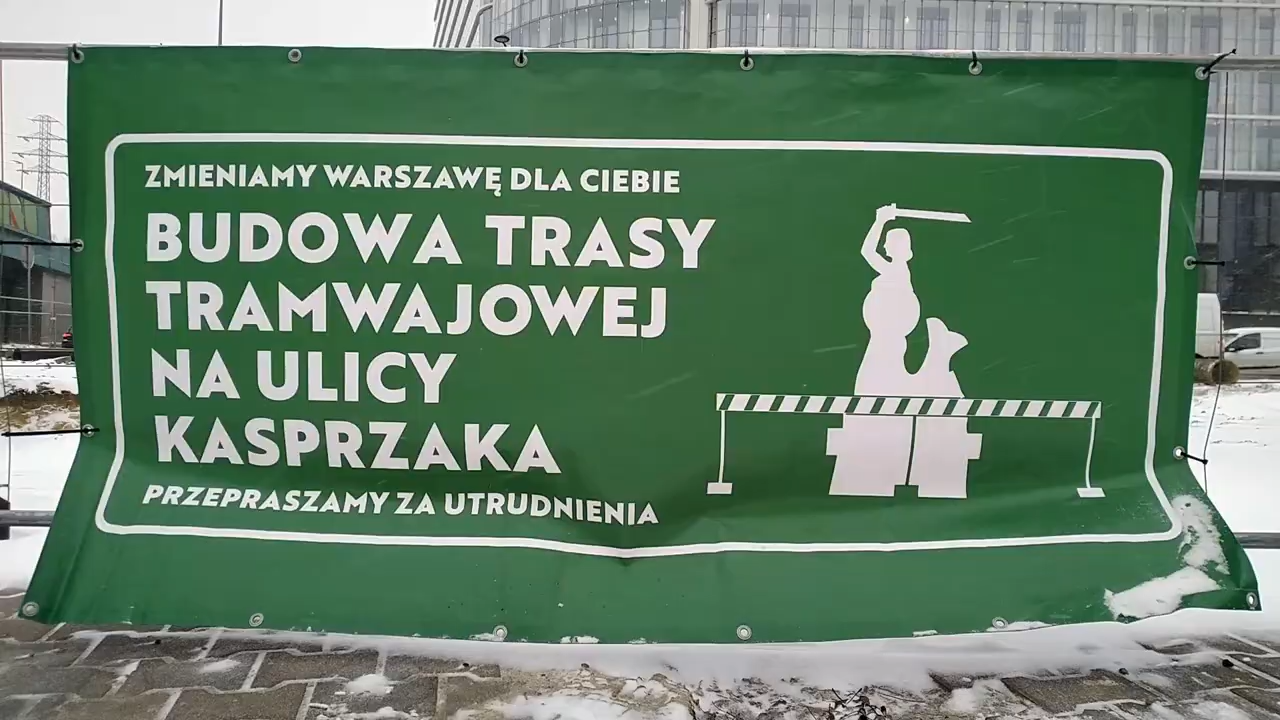 ZMIENIAMY WARSZAWĘ DLA CIEBIE
BUDOWA TRASY
TRAMWAJOWEJ
NA ULICY
KASPRZAKA
PRZEPRASZAMY ZA UTRUDNIENIA